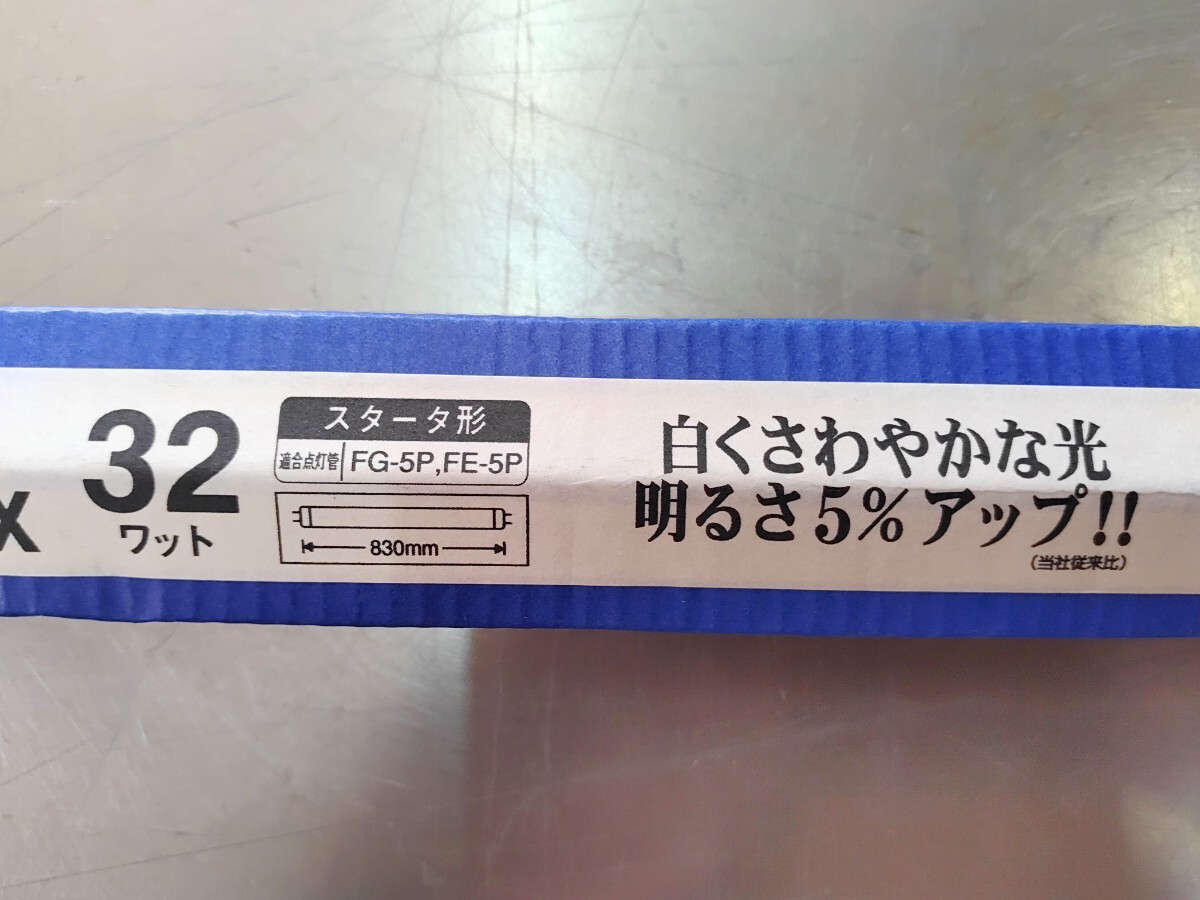 X
32
ワット
スタータ形
適合点灯管 FG-5P,FE-5P
830mm
白くさわやかな光
明るさ5%アップ!!
(当社従来比)